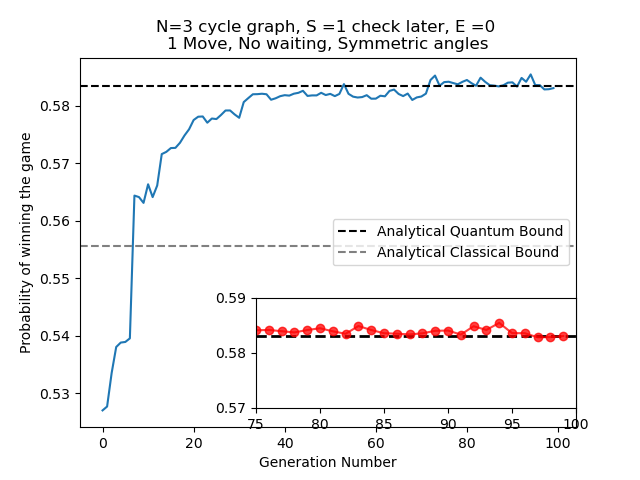 N=3 cycle graph, S =1 check later, E =0
1 Move, No waiting, Symmetric angles
Probability of winning the game
0.58
0.57
0.56
0.55
0.54
0.53
Analytical Quantum Bound
Analytical Classical Bound
0.59
0.58
0.57
75 80 85 90 95 100
0 20 40 60 80 100
Generation Number